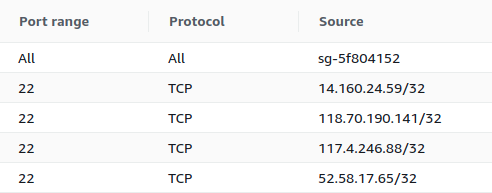 Port range Protocol Source
All All sg-5f804152
22 TCP 14.160.24.59/32
22 TCP 118.70.190.141/32
22 TCP 117.4.246.88/32
22 TCP 52.58.17.65/32